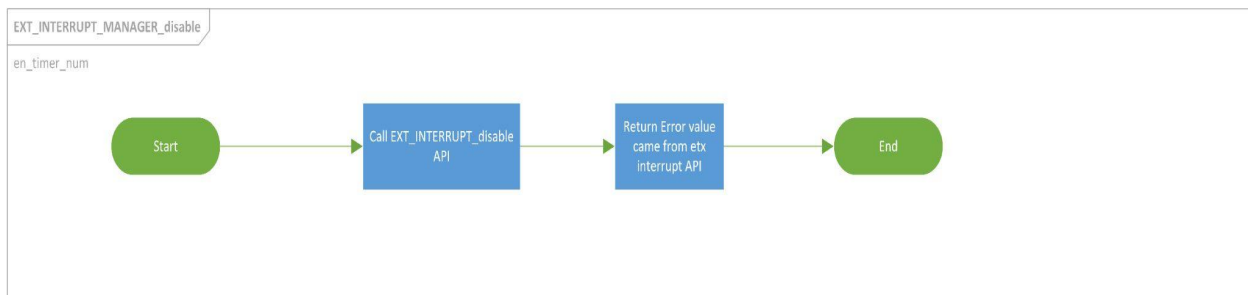 EXT_INTERRUPT_MANAGER_disable
en_timer_num
Start
Call EXT_INTERRUPT_disable
API
Return Error value
came from etx
interrupt API
End